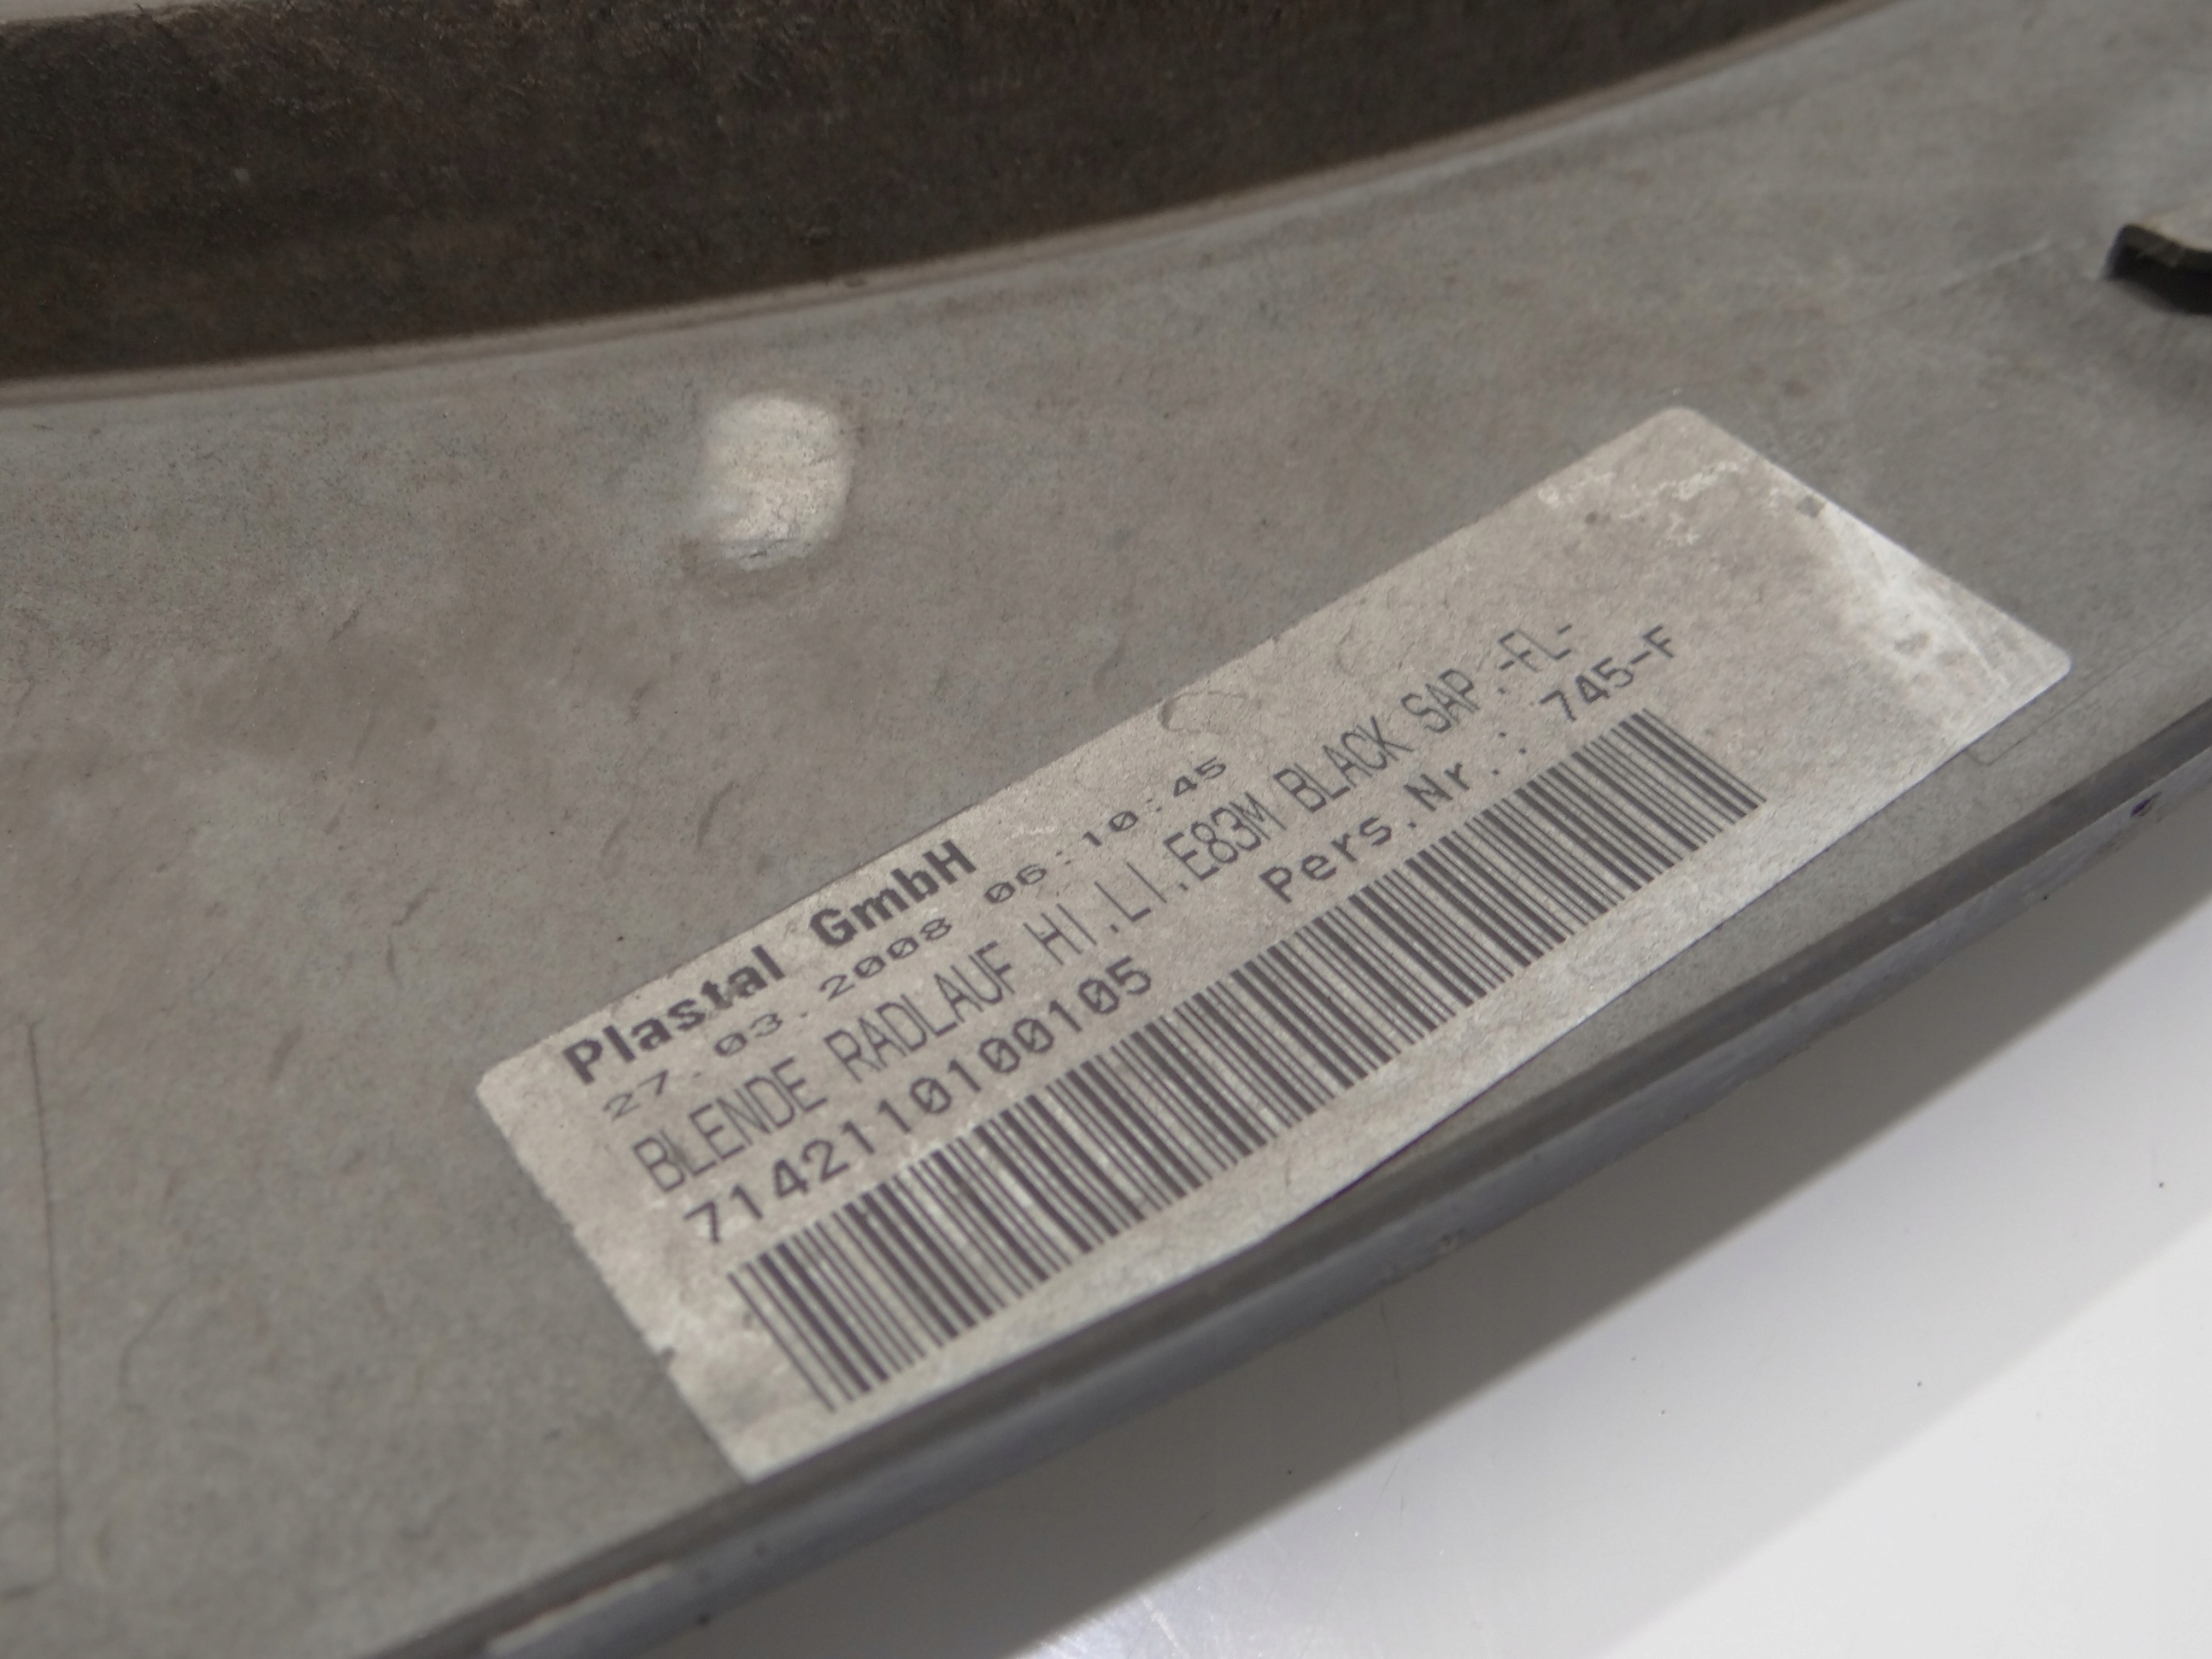 Plastal GmbH
27.03.2008 06:10:45
BLENDE RADLAUF HI.LI.E83M BLACK SAP.-FL-
7142110100105 Pers.Nr.: 745-F